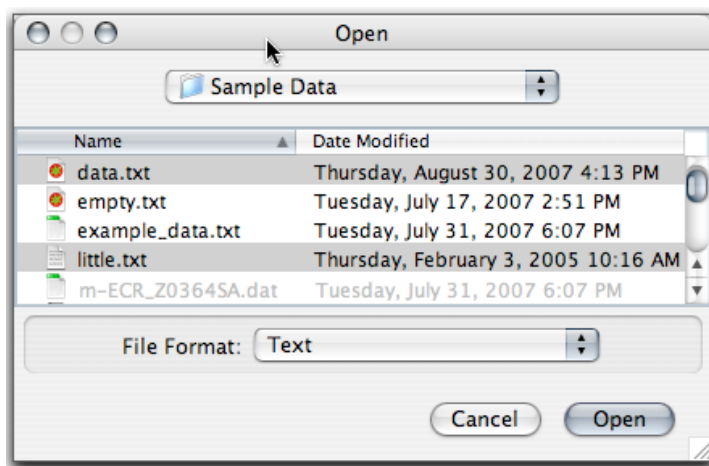 Open
Sample Data
Name Date Modified
data.txt Thursday, August 30, 2007 4:13 PM
empty.txt Tuesday, July 17, 2007 2:51 PM
example_data.txt Tuesday, July 31, 2007 6:07 PM
little.txt Thursday, February 3, 2005 10:16 AM
m-ECR_Z0364SA.dat Tuesday, July 31, 2007 6:07 PM
File Format: Text
Cancel Open